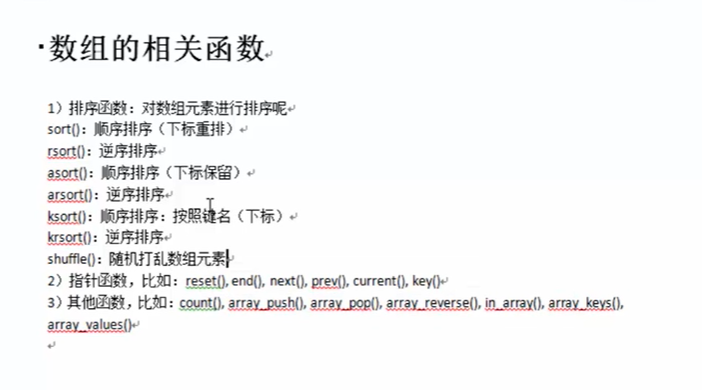 ·数组的相关函数
1）排序函数：对数组元素进行排序呢
sort()：顺序排序（下标重排）
rsort()：逆序排序
asort()：顺序排序（下标保留）
arsort()：逆序排序
ksort()：顺序排序：按照键名（下标）
krsort()：逆序排序
shuffle()：随机打乱数组元素
2）指针函数，比如：reset(), end(), next(), prev(), current(), key()
3）其他函数，比如：count(), array_push(), array_pop(), array_reverse(), in_array(), array_keys(),
array_values()